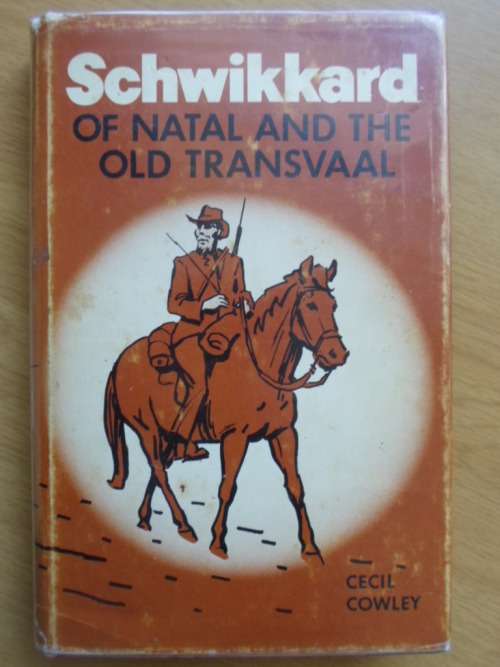 Schwikkard
OF NATAL AND THE
OLD TRANSVAAL
CECIL
COWLEY